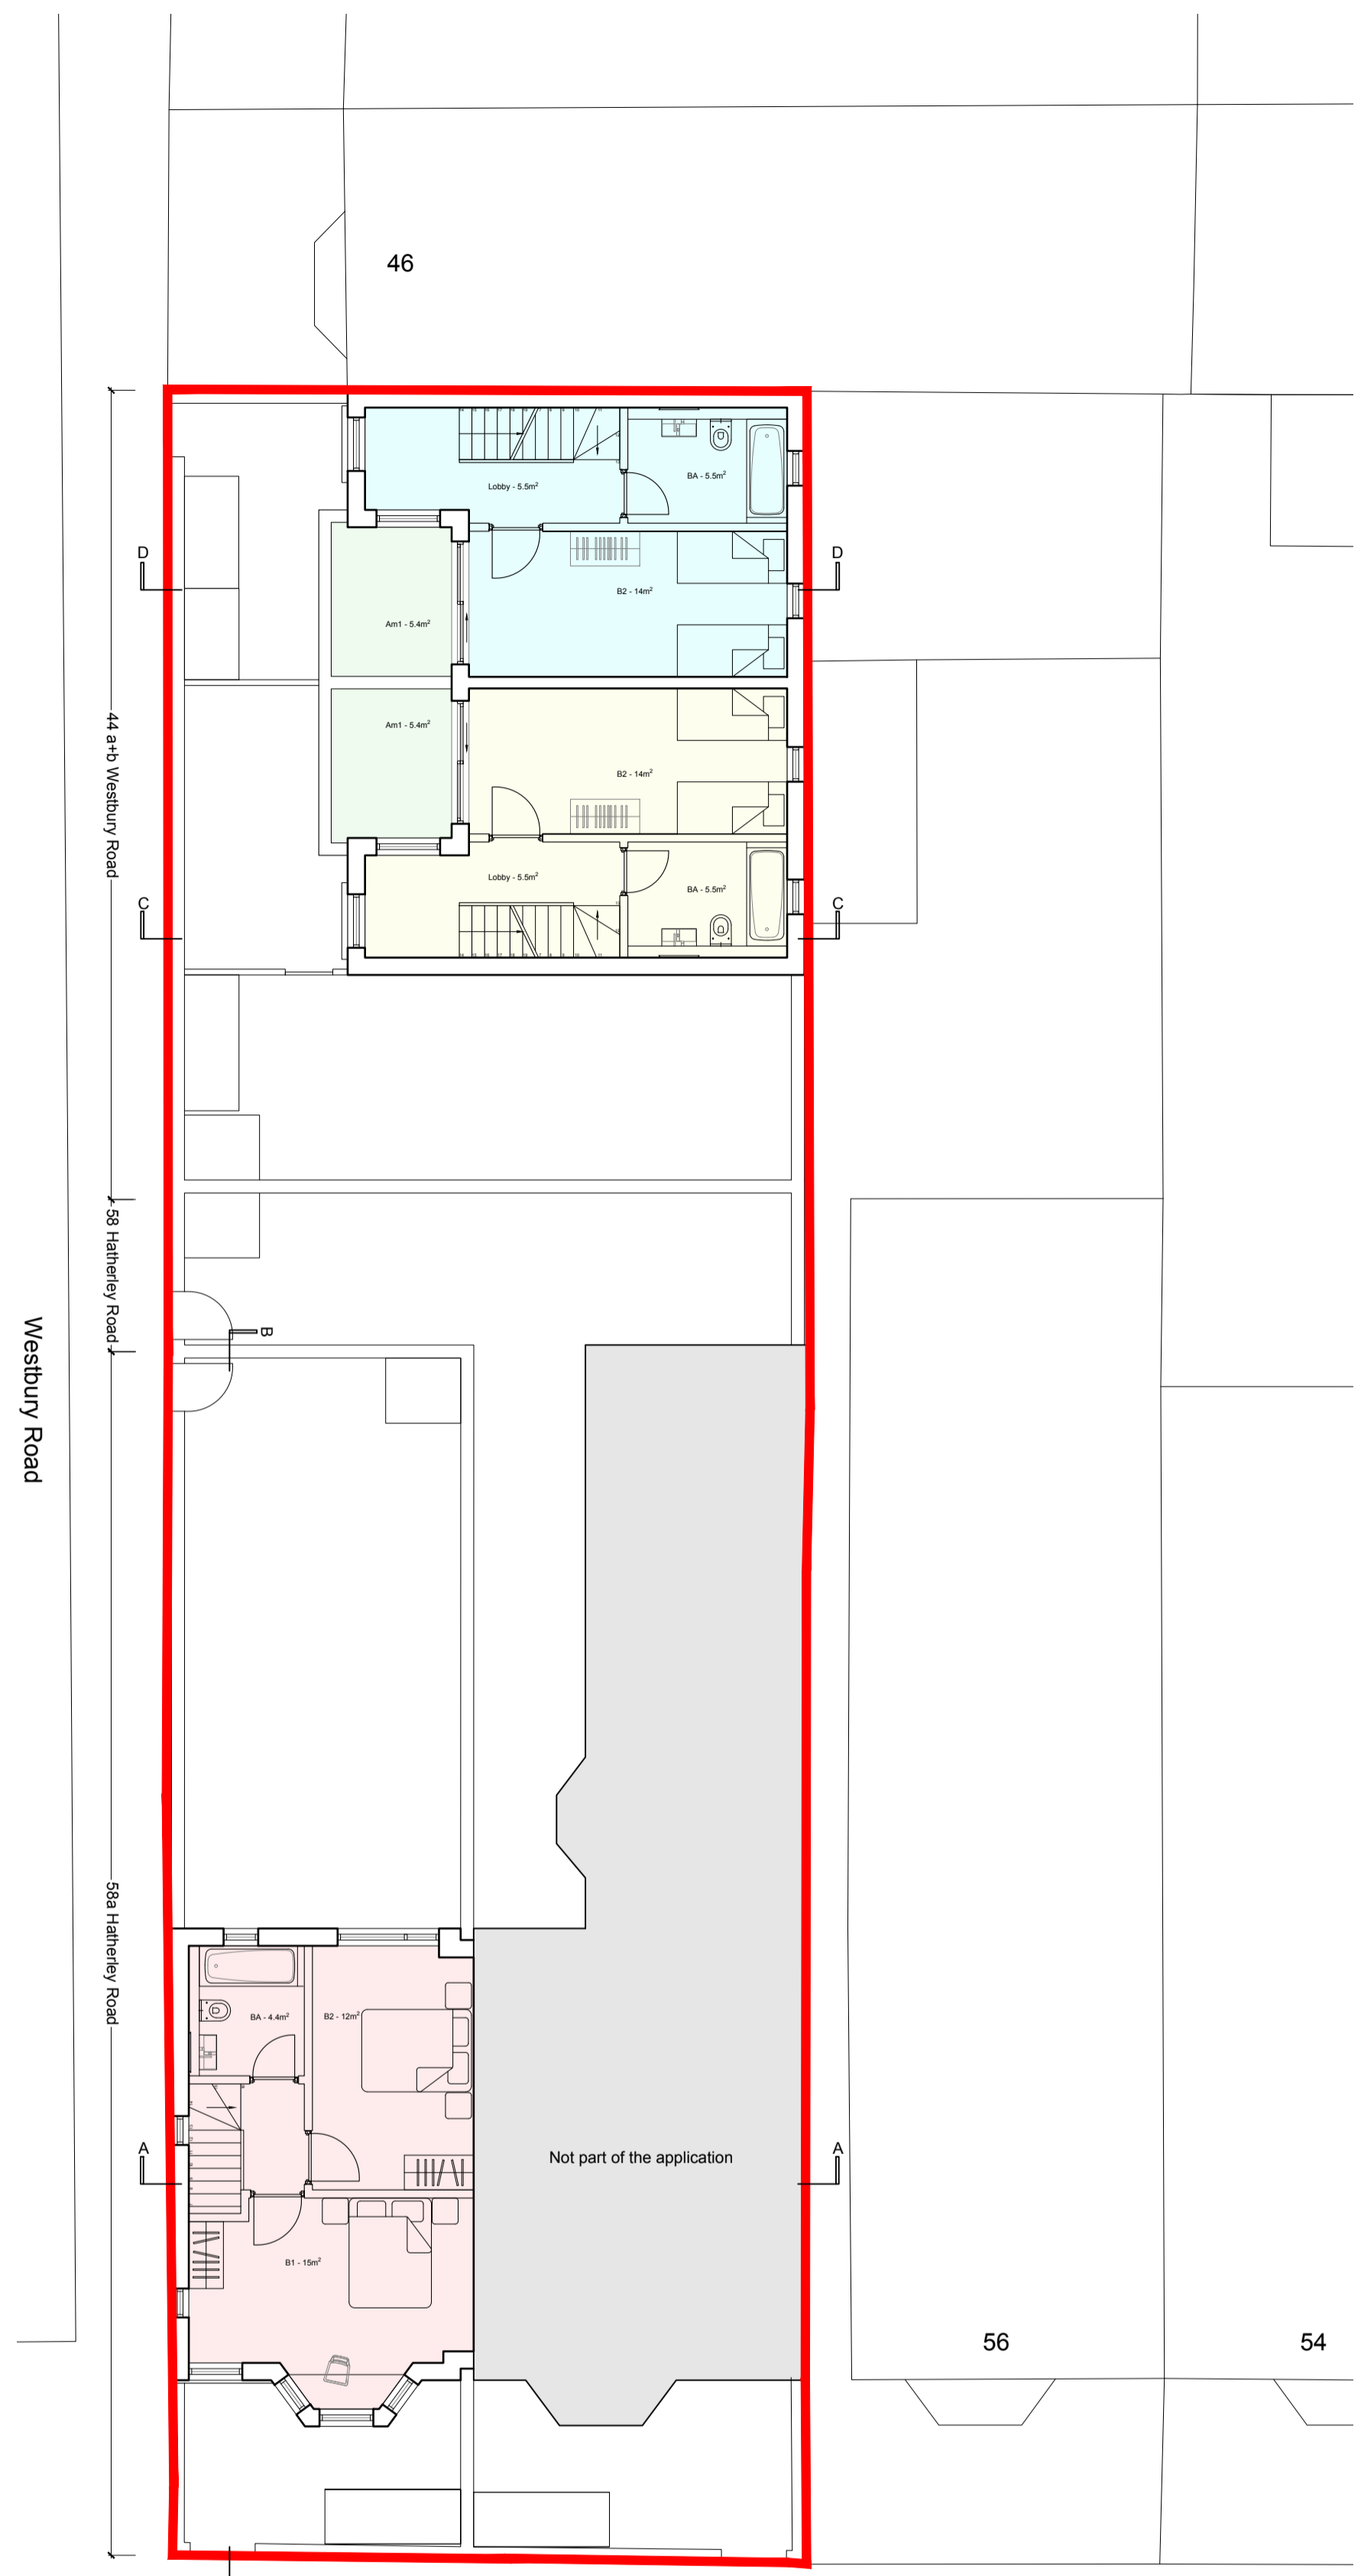 46
Lobby - 5.5m²
BA - 5.5m²
D
D
B2 - 14m²
Am1 - 5.4m²
44 a+b Westbury Road
Am1 - 5.4m²
B2 - 14m²
Lobby - 5.5m²
BA - 5.5m²
C
C
58 Hatherley Road
B
Westbury Road
58a Hatherley Road
BA - 4.4m²
B2 - 12m²
A
Not part of the application
A
B1 - 15m²
56
54